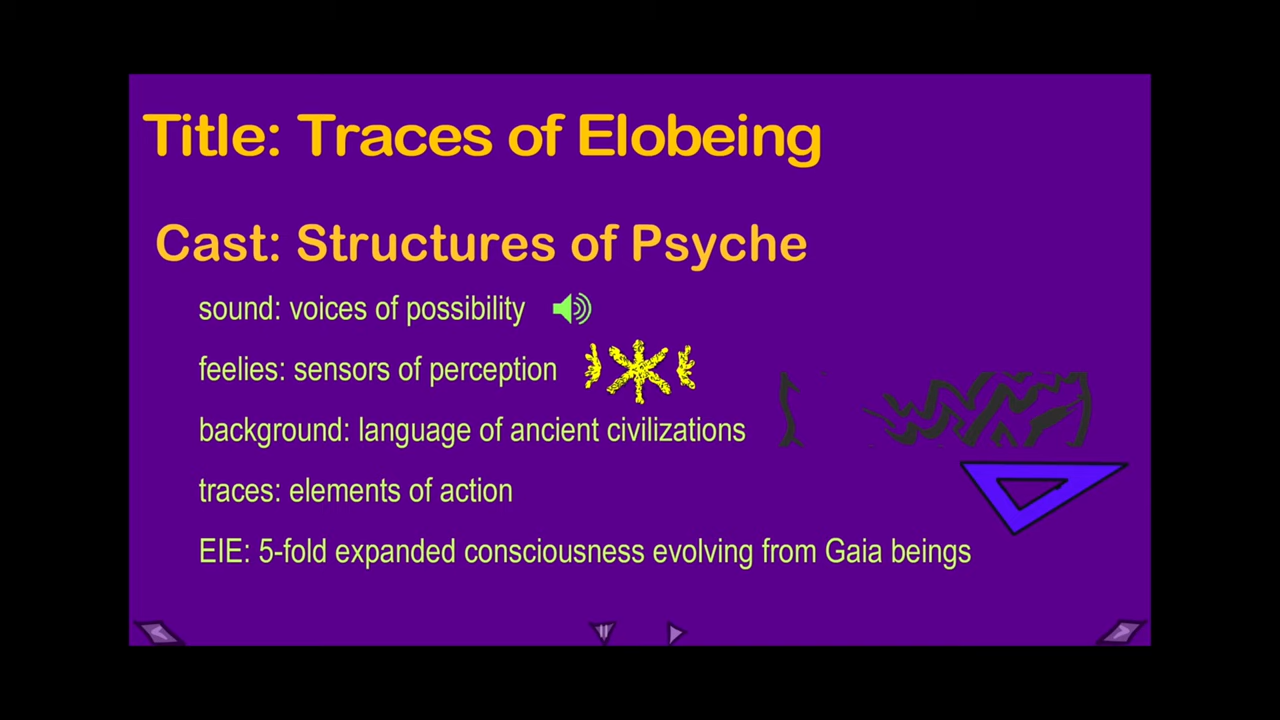 Title: Traces of Elobeing
Cast: Structures of Psyche
sound: voices of possibility
feelies: sensors of perception
background: language of ancient civilizations
traces: elements of action
EIE: 5-fold expanded consciousness evolving from Gaia beings